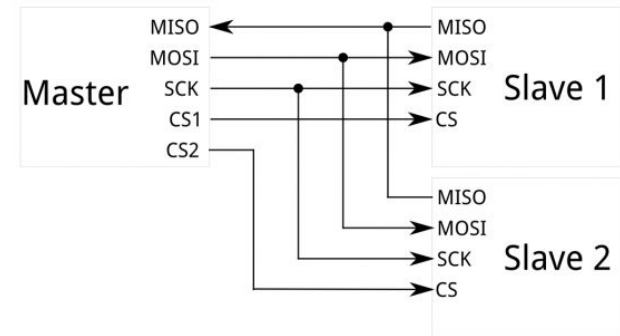 Master
MISO
MOSI
SCK
CS1
CS2
MISO
MOSI
SCK
CS
Slave 1
MISO
MOSI
SCK
CS
Slave 2